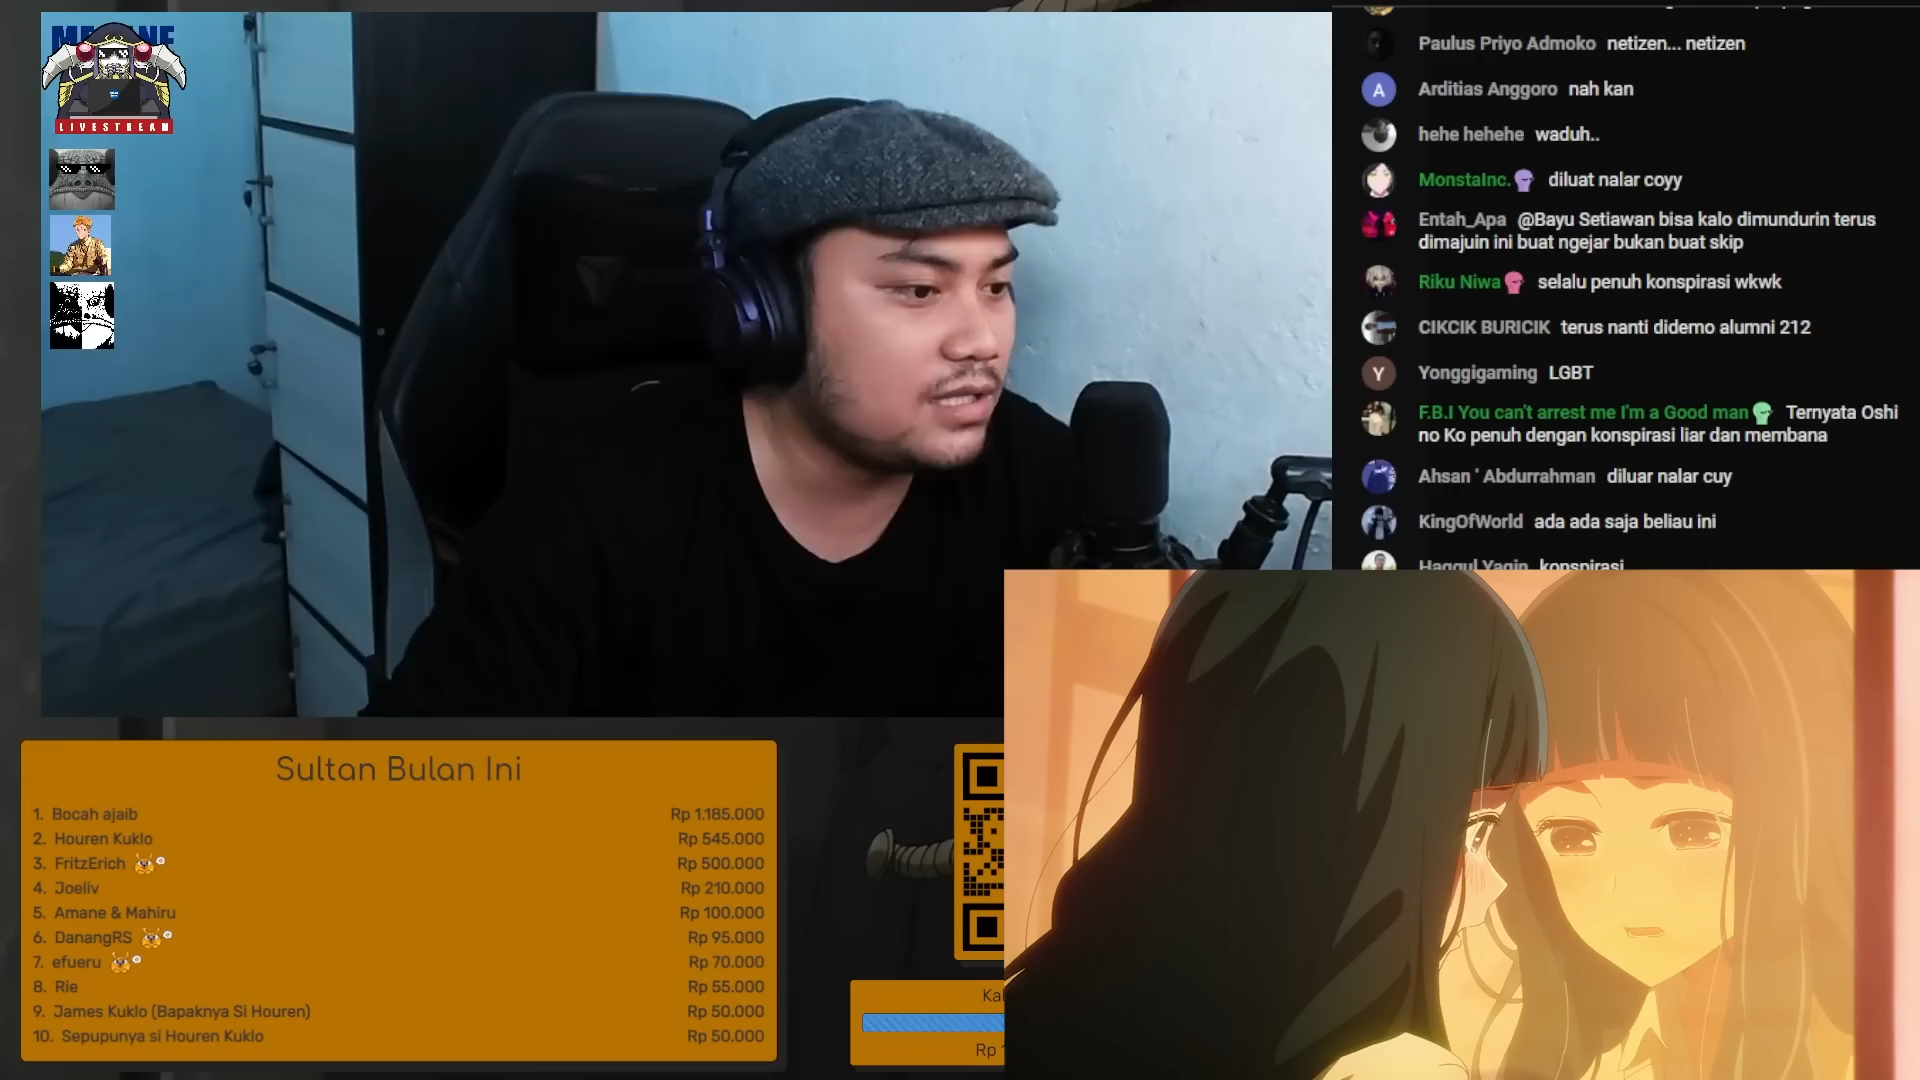 LIVESTREAM
Paulus Priyo Admoko netizen... netizen
A Arditias Anggoro nah kan
hehe hehehe waduh..
MonstaInc. diluat nalar coyy
Entah_Apa @Bayu Setiawan bisa kalo dimundurin terus
dimajuin ini buat ngejar bukan buat skip
Riku Niwa selalu penuh konspirasi wkwk
CIKCIK BURICIK terus nanti didemo alumni 212
Y Yonggigaming LGBT
F.B.I You can't arrest me I'm a Good man Ternyata Oshi
no Ko penuh dengan konspirasi liar dan membana
Ahsan ' Abdurrahman diluar nalar cuy
KingOfWorld ada ada saja beliau ini
Haqqul Yaqin konspirasi
Sultan Bulan Ini
1. Bocah ajaib Rp 1.185.000
2. Houren Kuklo Rp 545.000
3. FritzErich Rp 500.000
4. Joeliv Rp 210.000
5. Amane & Mahiru Rp 100.000
6. DanangRS Rp 95.000
7. efueru Rp 70.000
8. Rie Rp 55.000
9. James Kuklo (Bapaknya Si Houren) Rp 50.000
10. Sepupunya si Houren Kuklo Rp 50.000
Rp